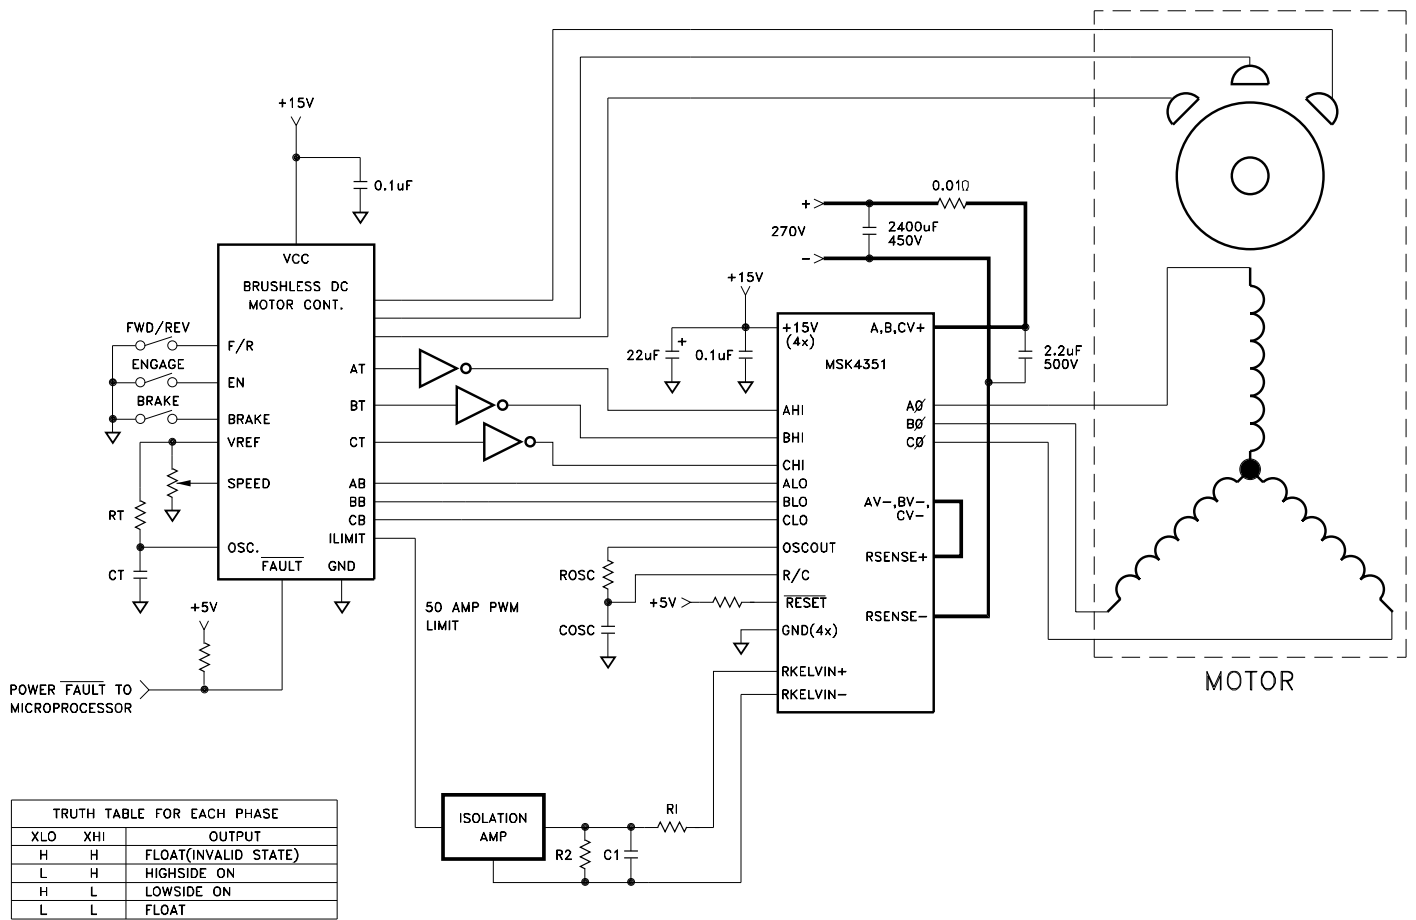 +15V
0.1uF
VCC
BRUSHLESS DC
MOTOR CONT.
FWD/REV
F/R
ENGAGE
EN
BRAKE
BRAKE
VREF
SPEED
RT
OSC.
CT
FAULT
GND
AT
BT
CT
AB
BB
CB
ILIMIT
+5V
POWER FAULT TO
MICROPROCESSOR
50 AMP PWM
LIMIT
0.01Ω
+
270V
-
2400uF
450V
+15V
22uF
+
0.1uF
+15V
(4x)
A,B,CV+
MSK4351
2.2uF
500V
AHI
BHI
CHI
ALO
BLO
CLO
OSCOUT
R/C
RESET
GND(4x)
RKELVIN+
RKELVIN-
AØ
BØ
CØ
AV-,BV-,
CV-
RSENSE+
RSENSE-
ROSC
COSC
+5V
MOTOR
ISOLATION
AMP
R1
R2
C1
TRUTH TABLE FOR EACH PHASE
XLO XHI OUTPUT
H H FLOAT(INVALID STATE)
L H HIGHSIDE ON
H L LOWSIDE ON
L L FLOAT